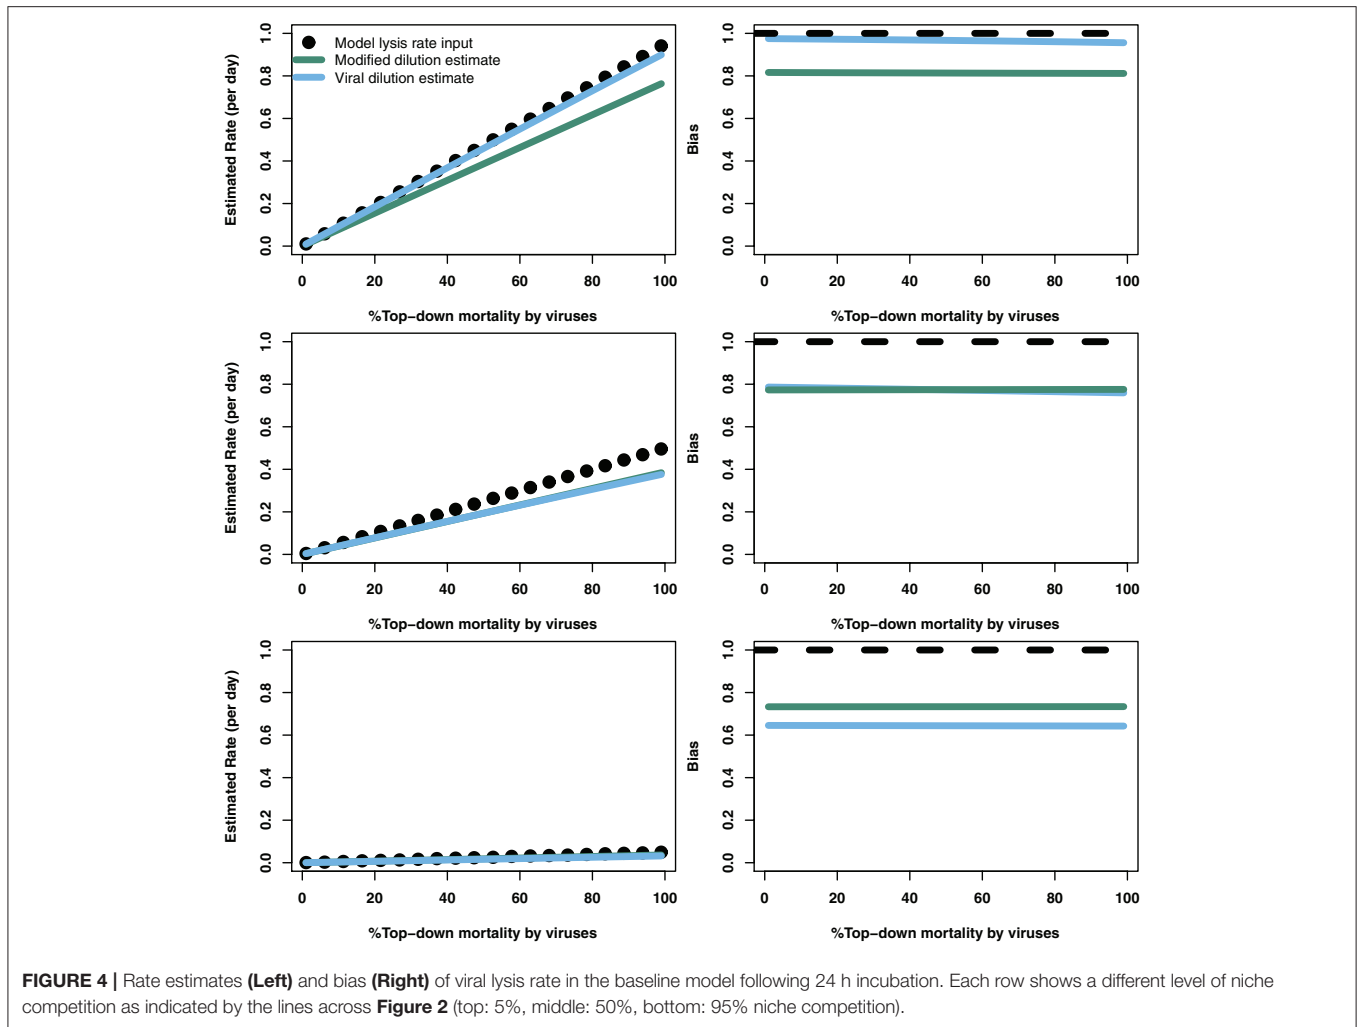 Model lysis rate input
Modified dilution estimate
Viral dilution estimate
Estimated Rate (per day)
0.0 0.2 0.4 0.6 0.8 1.0
0 20 40 60 80 100
%Top−down mortality by viruses
Bias
0.0 0.2 0.4 0.6 0.8 1.0
0 20 40 60 80 100
%Top−down mortality by viruses
Estimated Rate (per day)
0.0 0.2 0.4 0.6 0.8 1.0
0 20 40 60 80 100
%Top−down mortality by viruses
Bias
0.0 0.2 0.4 0.6 0.8 1.0
0 20 40 60 80 100
%Top−down mortality by viruses
Estimated Rate (per day)
0.0 0.2 0.4 0.6 0.8 1.0
0 20 40 60 80 100
%Top−down mortality by viruses
Bias
0.0 0.2 0.4 0.6 0.8 1.0
0 20 40 60 80 100
%Top−down mortality by viruses
FIGURE 4 | Rate estimates (Left) and bias (Right) of viral lysis rate in the baseline model following 24 h incubation. Each row shows a different level of niche
competition as indicated by the lines across Figure 2 (top: 5%, middle: 50%, bottom: 95% niche competition).